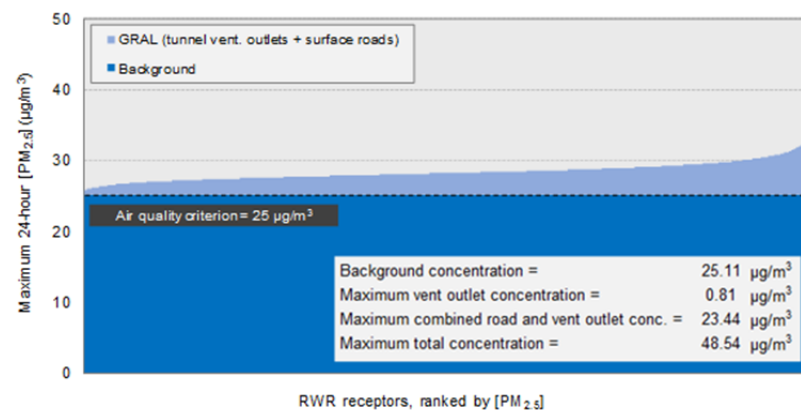 50
40
30
20
10
0
Maximum 24-hour [PM2.5] (µg/m3)
GRAL (tunnel vent. outlets + surface roads)
Background
Air quality criterion = 25 µg/m3
Background concentration = 25.11 µg/m3
Maximum vent outlet concentration = 0.81 µg/m3
Maximum combined road and vent outlet conc. = 23.44 µg/m3
Maximum total concentration = 48.54 µg/m3
RWR receptors, ranked by [PM2.5]